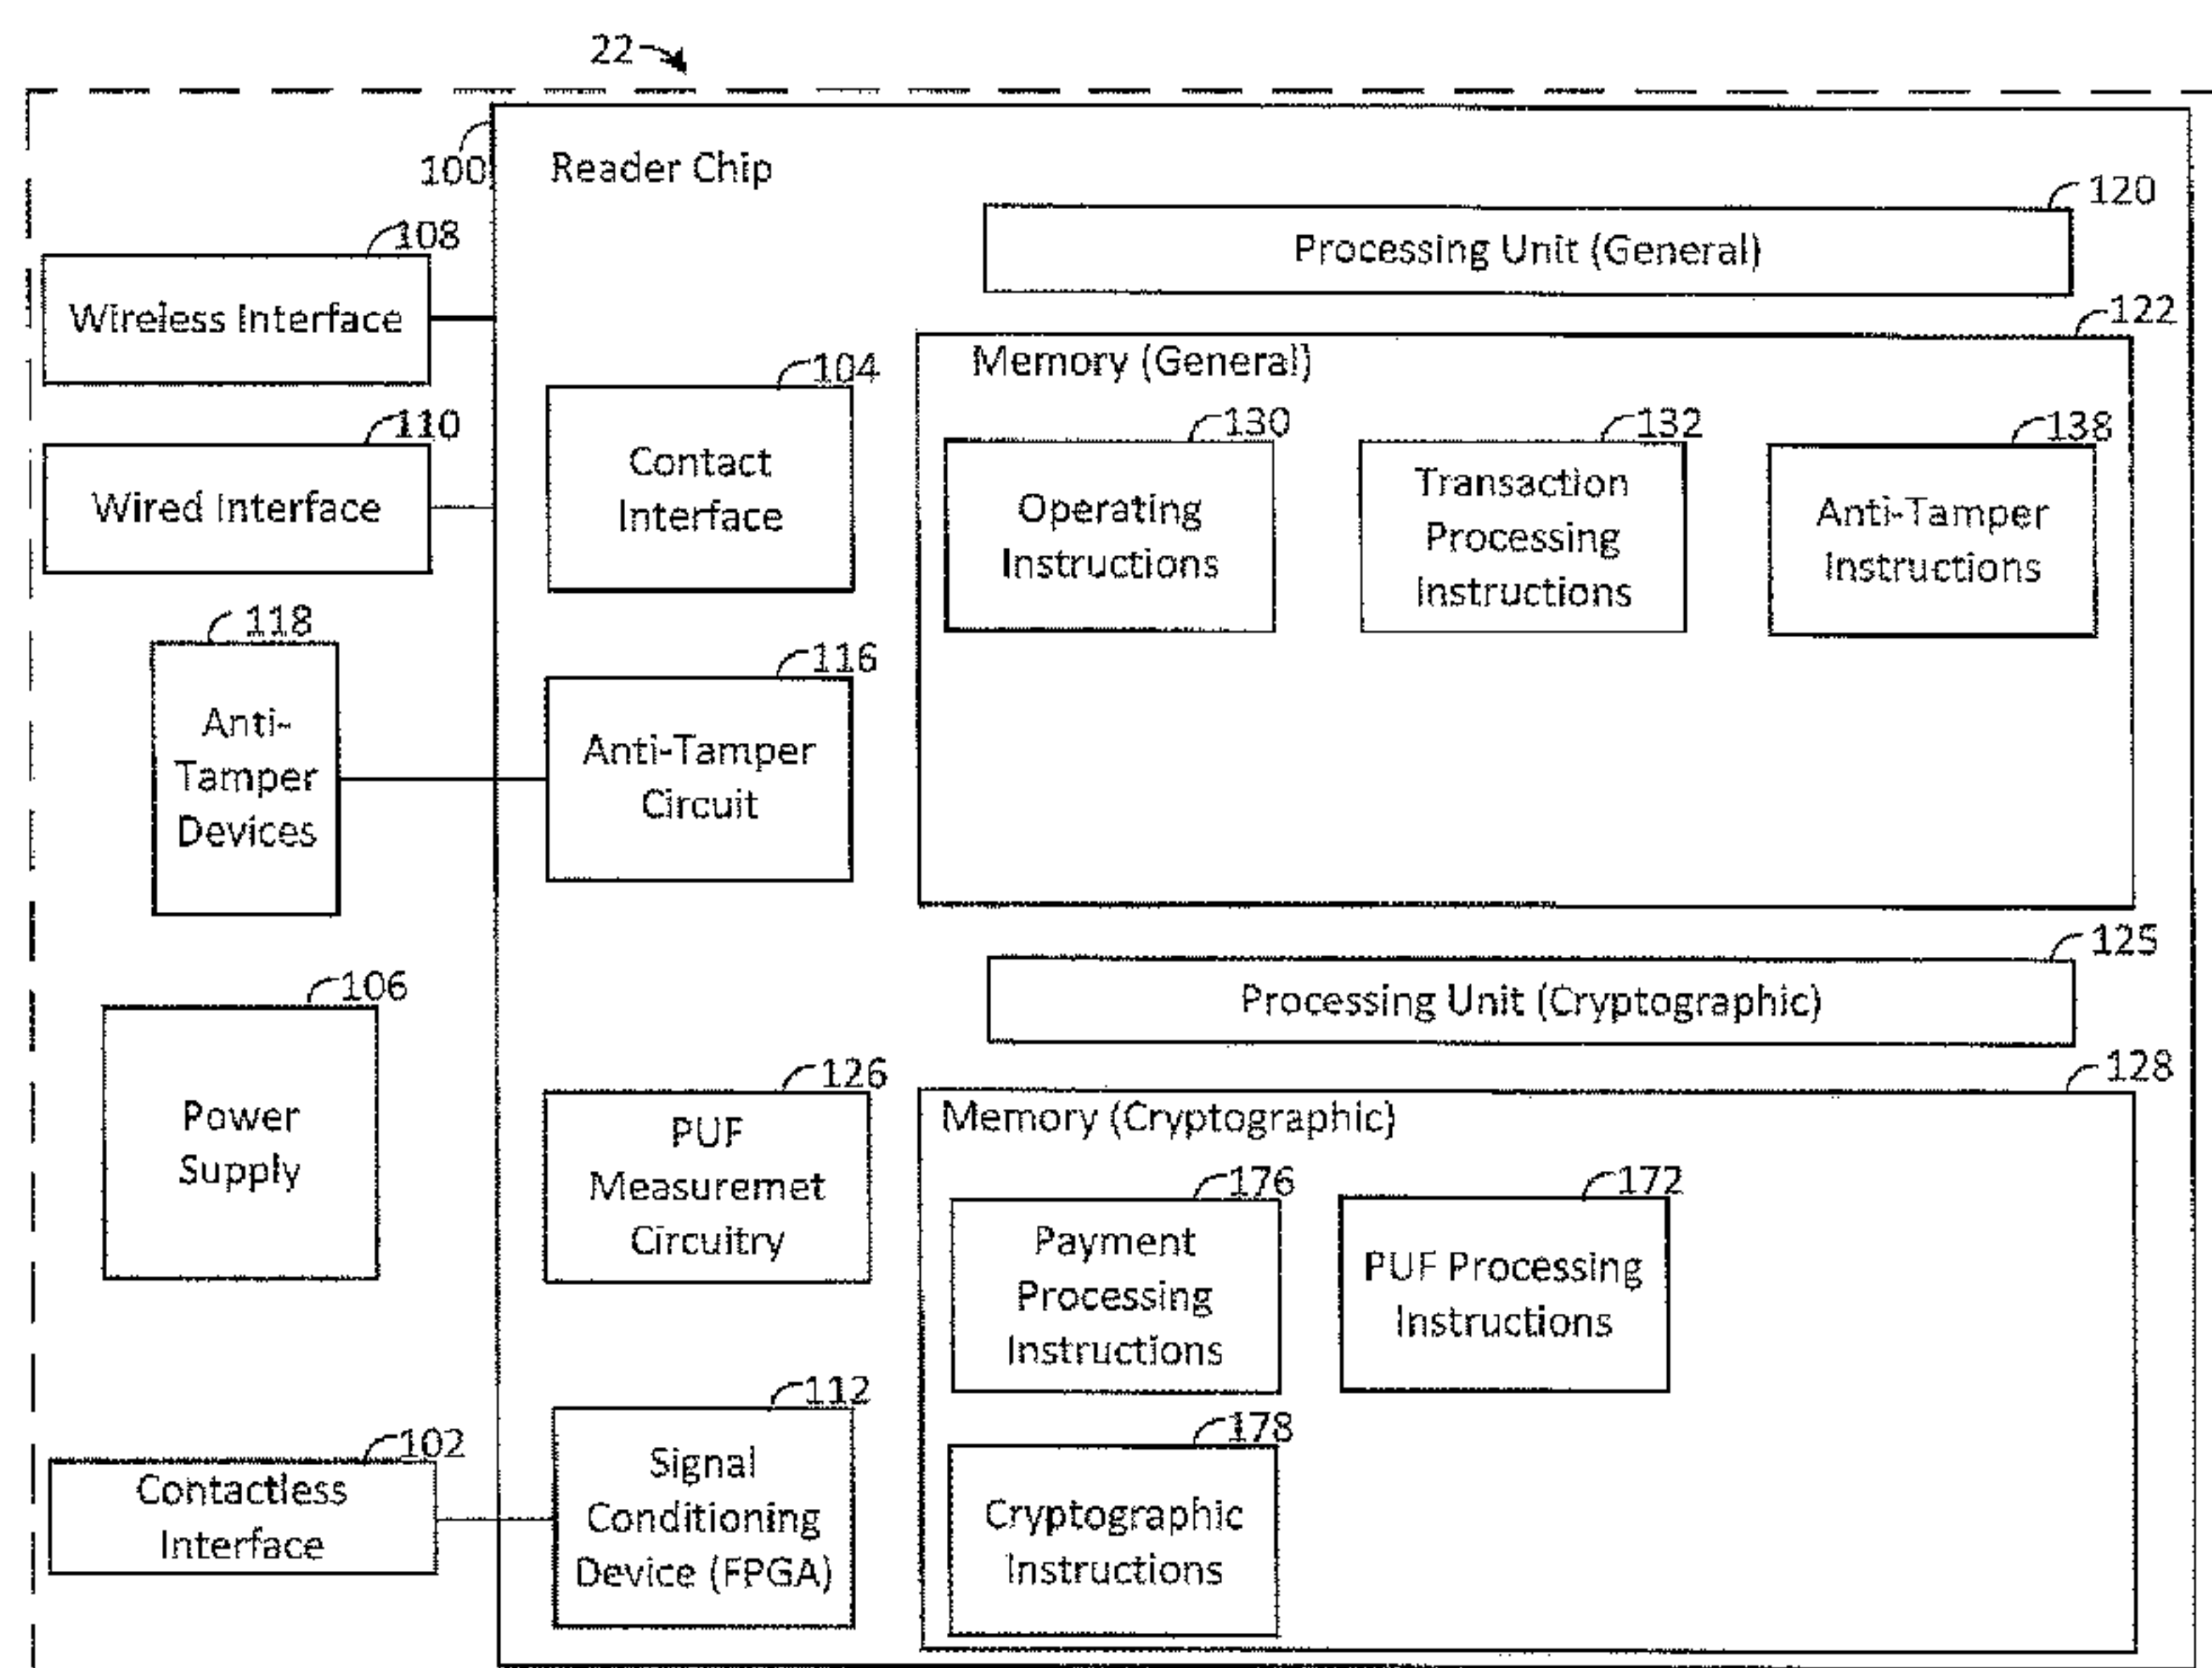 22
100
Reader Chip
120
Processing Unit (General)
108
Wireless Interface
122
Memory (General)
104
Contact
Interface
110
Wired Interface
130
Operating
Instructions
132
Transaction
Processing
Instructions
138
Anti-Tamper
Instructions
118
Anti-
Tamper
Devices
116
Anti-Tamper
Circuit
125
Processing Unit (Cryptographic)
106
Power
Supply
126
PUF
Measuremet
Circuitry
128
Memory (Cryptographic)
176
Payment
Processing
Instructions
172
PUF Processing
Instructions
102
Contactless
Interface
112
Signal
Conditioning
Device (FPGA)
178
Cryptographic
Instructions